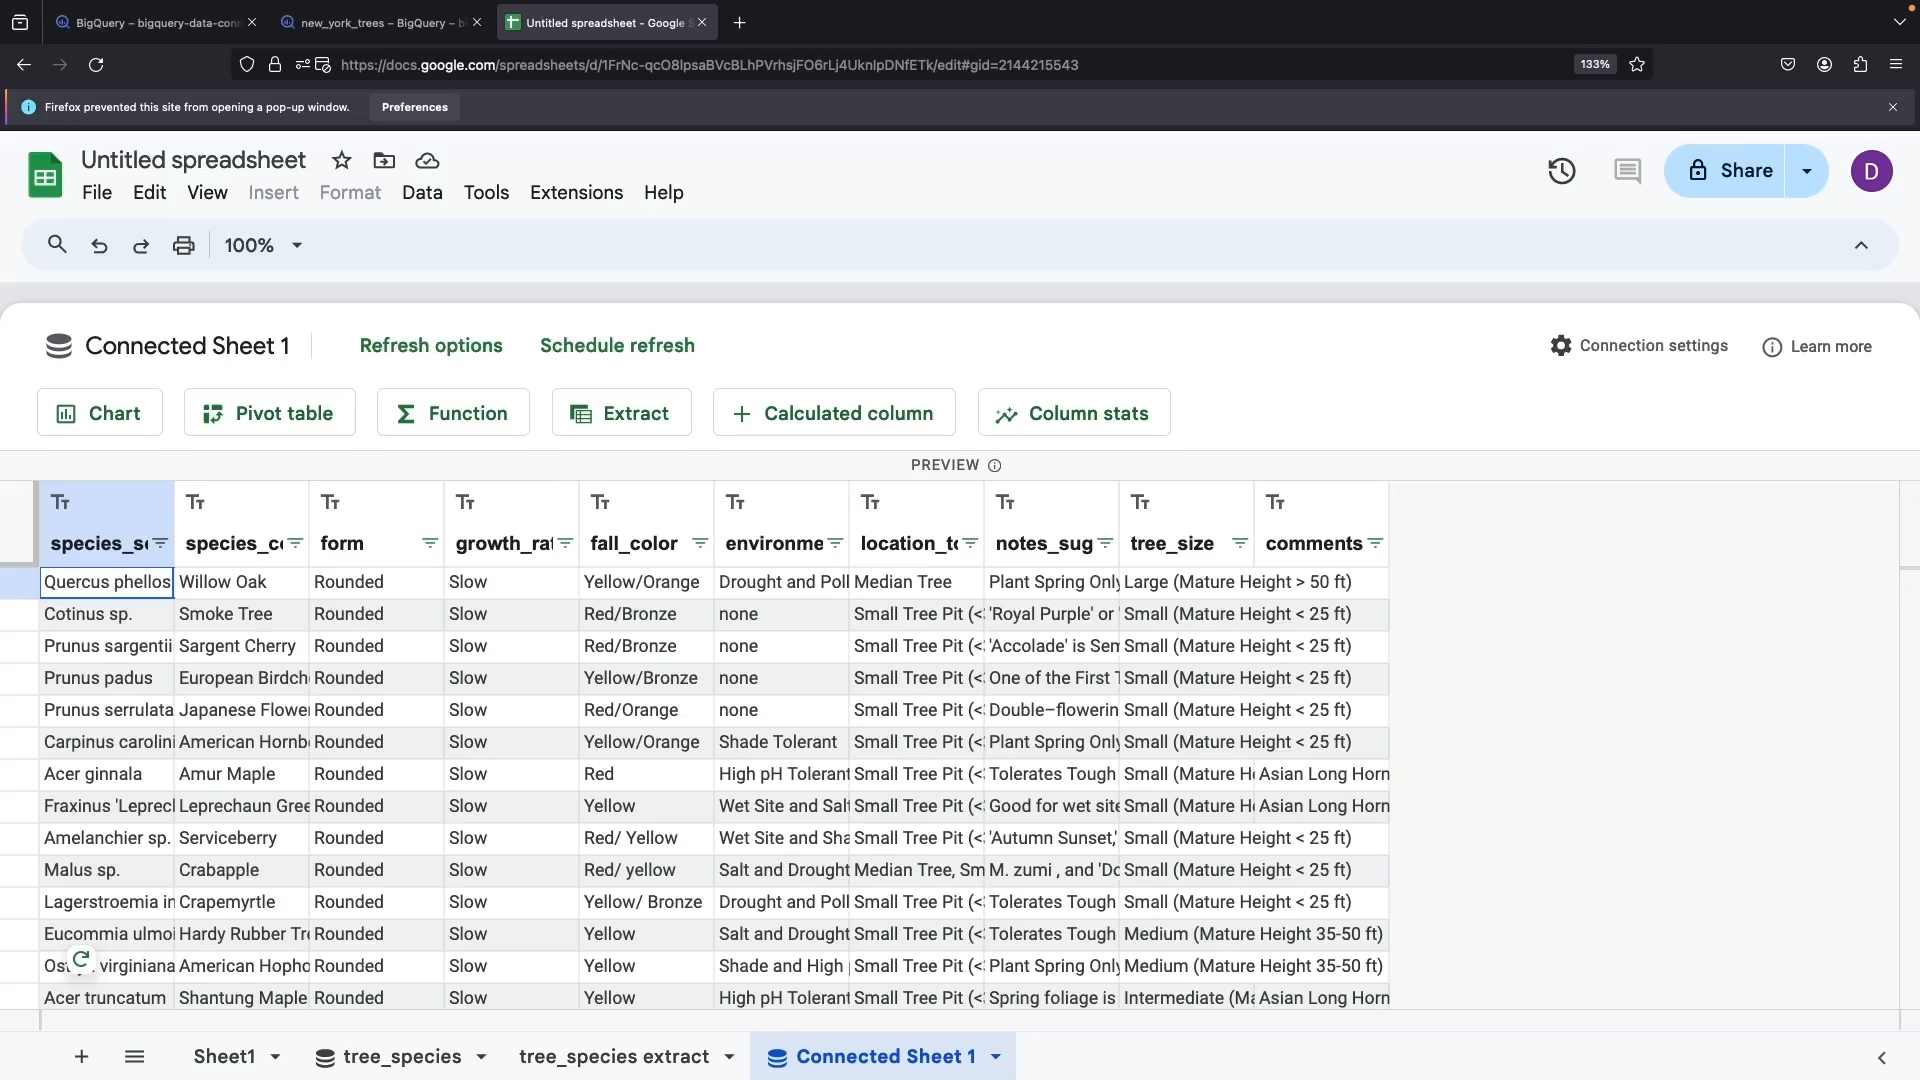 BigQuery – bigquery-data-conn
new_york_trees – BigQuery – b
Untitled spreadsheet - Google S
https://docs.google.com/spreadsheets/d/1FrNc-qcO8lpsaBVcBLhPVrhsjFO6rLj4UknlpDNfETk/edit#gid=2144215543
133%
Firefox prevented this site from opening a pop-up window.
Preferences
Untitled spreadsheet
File Edit View Insert Format Data Tools Extensions Help
Share
D
100%
Connected Sheet 1
Refresh options
Schedule refresh
Connection settings
Learn more
Chart
Pivot table
Function
Extract
Calculated column
Column stats
PREVIEW
species_s species_c form growth_rat fall_color environme location_t notes_sug tree_size comments
Quercus phellos Willow Oak Rounded Slow Yellow/Orange Drought and Poll Median Tree Plant Spring Only Large (Mature Height > 50 ft)
Cotinus sp. Smoke Tree Rounded Slow Red/Bronze none Small Tree Pit (< 'Royal Purple' or ' Small (Mature Height < 25 ft)
Prunus sargentii Sargent Cherry Rounded Slow Red/Bronze none Small Tree Pit (< 'Accolade' is Sem Small (Mature Height < 25 ft)
Prunus padus European Birdch Rounded Slow Yellow/Bronze none Small Tree Pit (< One of the First T Small (Mature Height < 25 ft)
Prunus serrulata Japanese Flower Rounded Slow Red/Orange none Small Tree Pit (< Double–flowerin Small (Mature Height < 25 ft)
Carpinus carolini American Hornb Rounded Slow Yellow/Orange Shade Tolerant Small Tree Pit (< Plant Spring Only Small (Mature Height < 25 ft)
Acer ginnala Amur Maple Rounded Slow Red High pH Tolerant Small Tree Pit (< Tolerates Tough Small (Mature H Asian Long Horn
Fraxinus 'Leprech Leprechaun Gree Rounded Slow Yellow Wet Site and Salt Small Tree Pit (< Good for wet site Small (Mature H Asian Long Horn
Amelanchier sp. Serviceberry Rounded Slow Red/ Yellow Wet Site and Sha Small Tree Pit (< 'Autumn Sunset,' Small (Mature Height < 25 ft)
Malus sp. Crabapple Rounded Slow Red/ yellow Salt and Drought Median Tree, Sm M. zumi , and 'Do Small (Mature Height < 25 ft)
Lagerstroemia in Crapemyrtle Rounded Slow Yellow/ Bronze Drought and Poll Small Tree Pit (< Tolerates Tough Small (Mature Height < 25 ft)
Eucommia ulmoi Hardy Rubber Tr Rounded Slow Yellow Salt and Drought Small Tree Pit (< Tolerates Tough Medium (Mature Height 35-50 ft)
virginiana American Hopho Rounded Slow Yellow Shade and High Small Tree Pit (< Plant Spring Only Medium (Mature Height 35-50 ft)
Acer truncatum Shantung Maple Rounded Slow Yellow High pH Tolerant Small Tree Pit (< Spring foliage is Intermediate (Ma Asian Long Horn
Sheet1
tree_species
tree_species extract
Connected Sheet 1